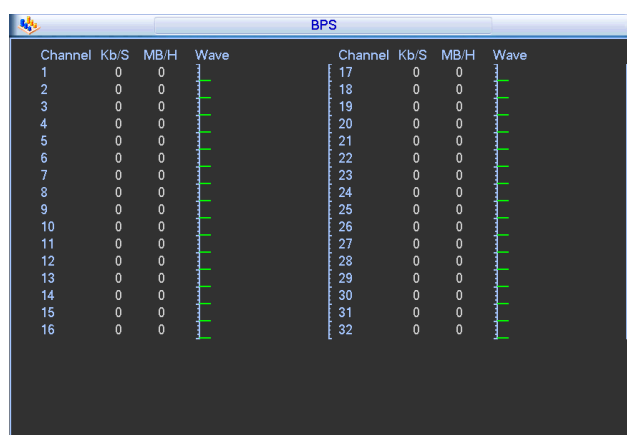 BPS
Channel Kb/S MB/H Wave Channel Kb/S MB/H Wave
1 0 0 17 0 0
2 0 0 18 0 0
3 0 0 19 0 0
4 0 0 20 0 0
5 0 0 21 0 0
6 0 0 22 0 0
7 0 0 23 0 0
8 0 0 24 0 0
9 0 0 25 0 0
10 0 0 26 0 0
11 0 0 27 0 0
12 0 0 28 0 0
13 0 0 29 0 0
14 0 0 30 0 0
15 0 0 31 0 0
16 0 0 32 0 0